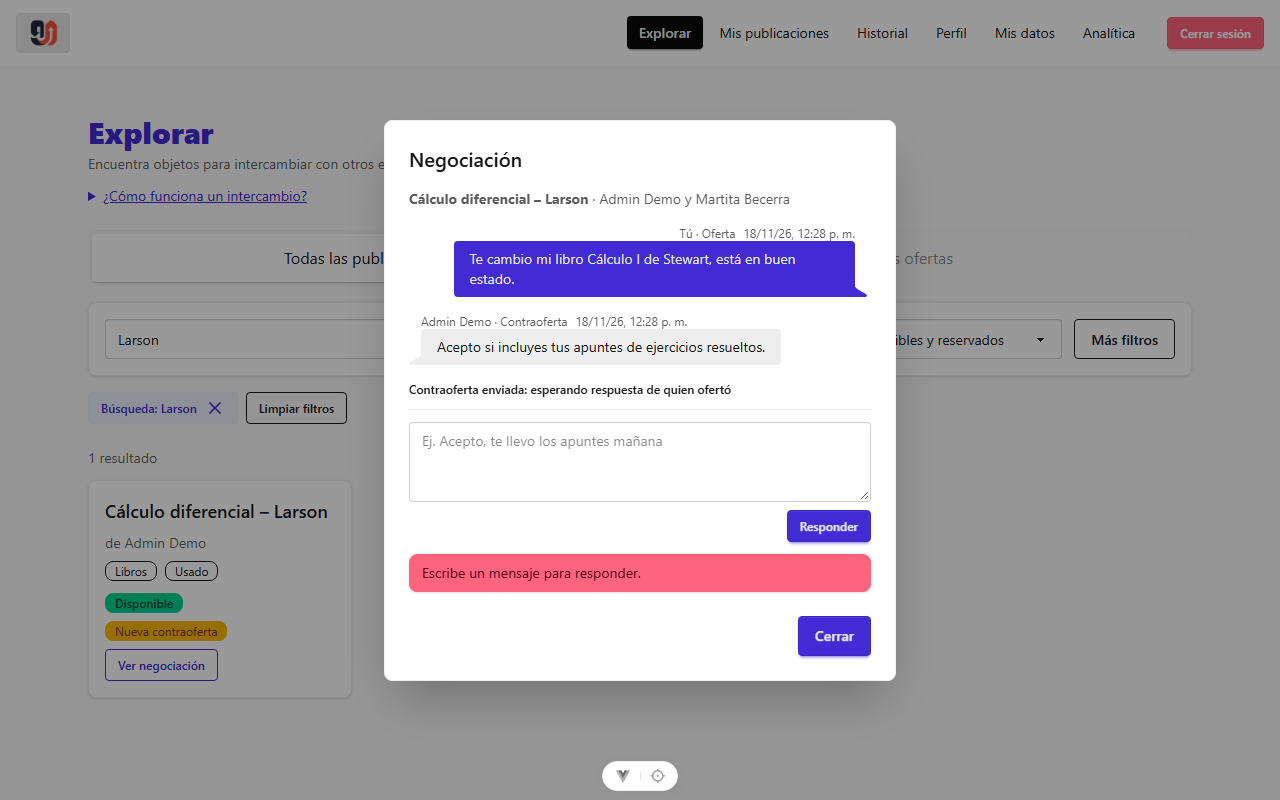 Explorar
Mis publicaciones
Historial
Perfil
Mis datos
Analítica
Cerrar sesión
Explorar
Encuentra objetos para intercambiar con otros e
¿Cómo funciona un intercambio?
Todas las publ
s ofertas
Larson
ibles y reservados
Más filtros
Búsqueda: Larson
Limpiar filtros
1 resultado
Cálculo diferencial – Larson
de Admin Demo
Libros
Usado
Disponible
Nueva contraoferta
Ver negociación
Negociación
Cálculo diferencial – Larson · Admin Demo y Martita Becerra
Tú · Oferta 18/11/26, 12:28 p. m.
Te cambio mi libro Cálculo I de Stewart, está en buen
estado.
Admin Demo · Contraoferta 18/11/26, 12:28 p. m.
Acepto si incluyes tus apuntes de ejercicios resueltos.
Contraoferta enviada: esperando respuesta de quien ofertó
Ej. Acepto, te llevo los apuntes mañana
Responder
Escribe un mensaje para responder.
Cerrar